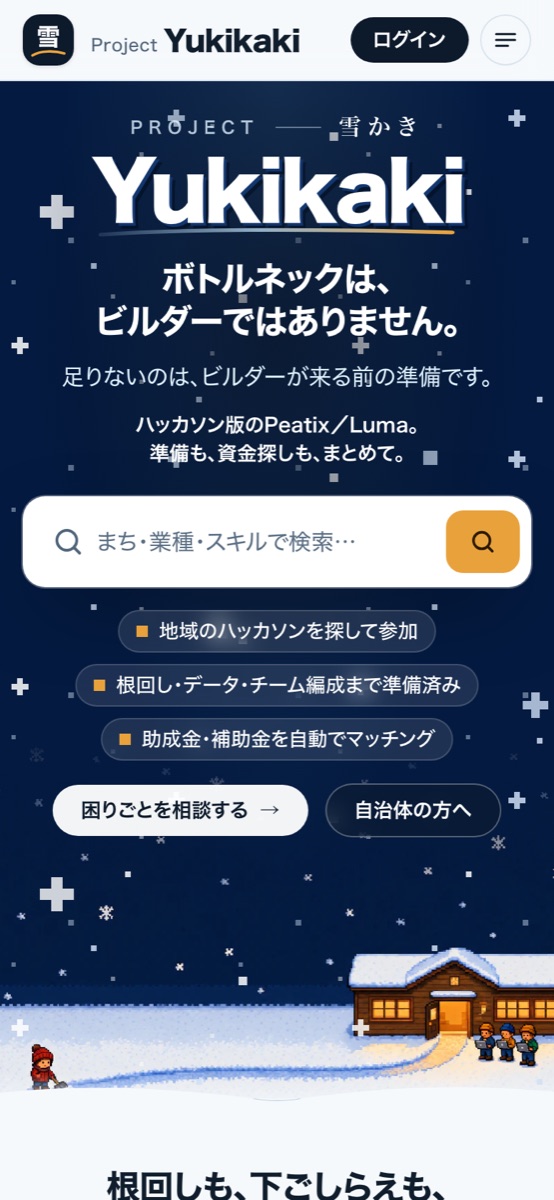 雪
Project Yukikaki
ログイン
PROJECT 雪かき
Yukikaki
ボトルネックは、
ビルダーではありません。
足りないのは、ビルダーが来る前の準備です。
ハッカソン版のPeatix／Luma。
準備も、資金探しも、まとめて。
まち・業種・スキルで検索…
地域のハッカソンを探して参加
根回し・データ・チーム編成まで準備済み
助成金・補助金を自動でマッチング
困りごとを相談する →
自治体の方へ
根回しも、下ごしらえも、